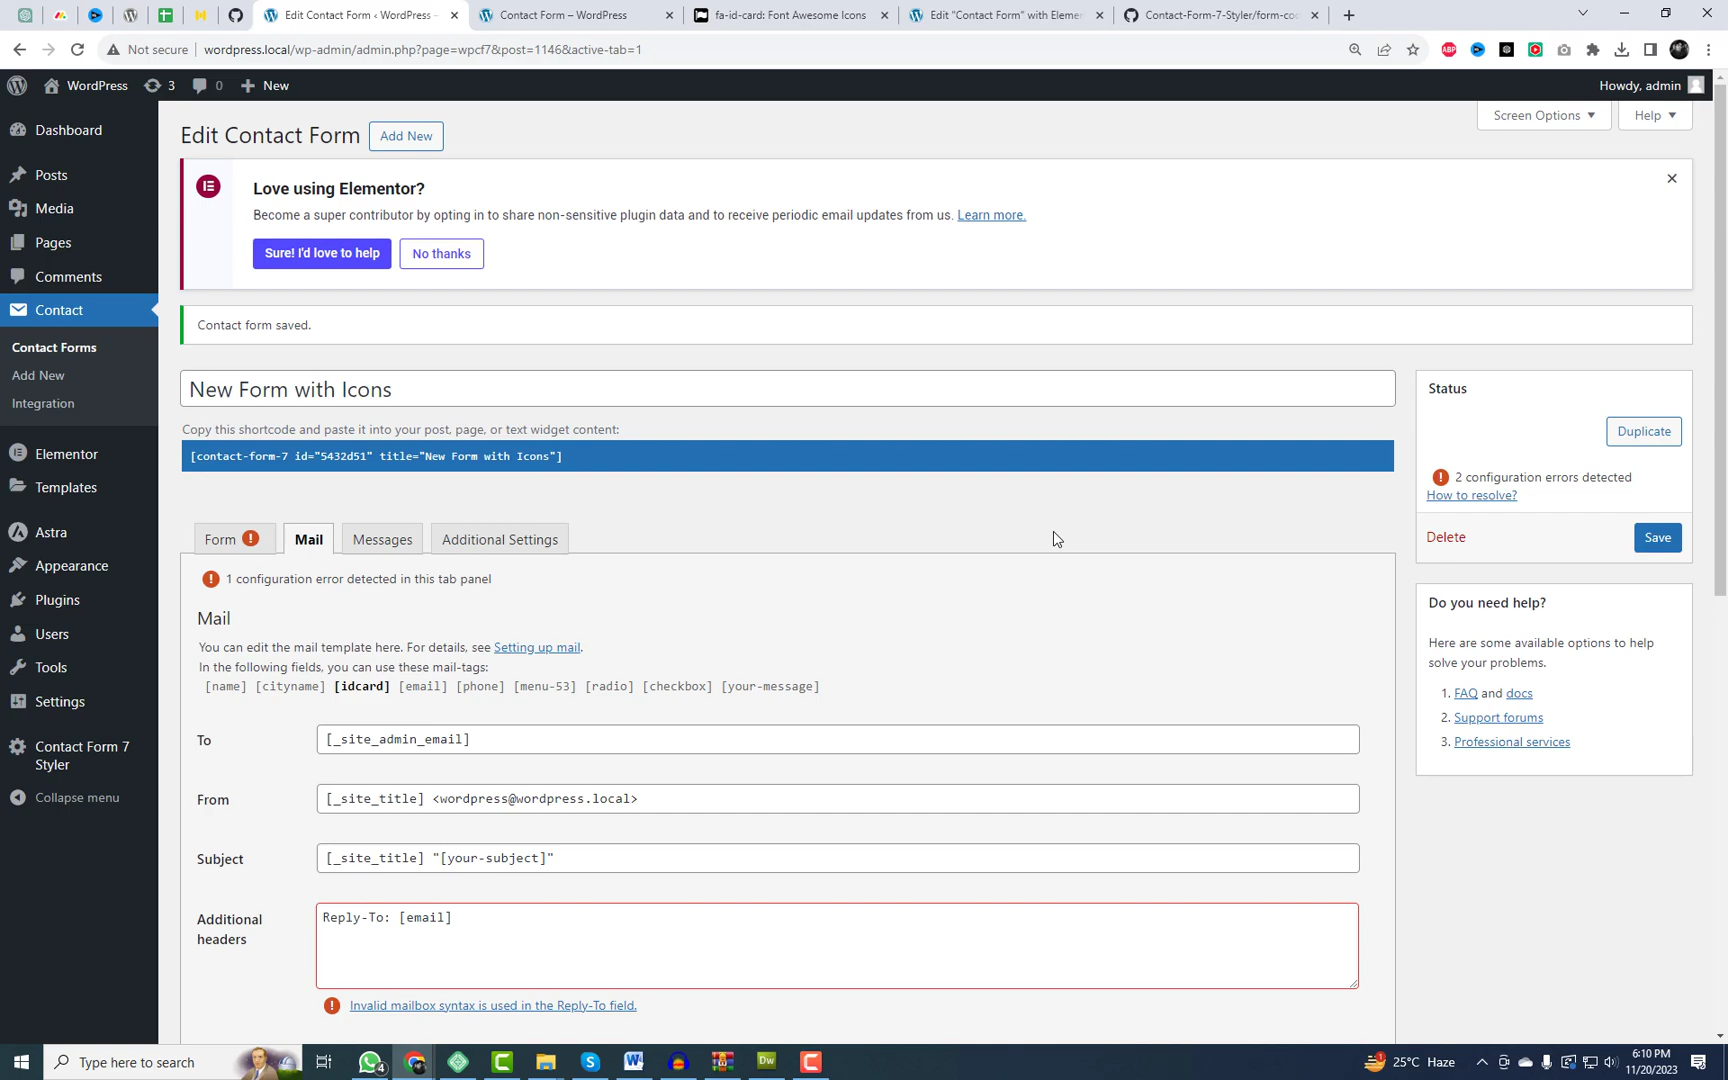 Edit Contact Form ‹ WordPress –
Contact Form – WordPress
fa-id-card: Font Awesome Icons
Edit "Contact Form" with Elemen
Contact-Form-7-Styler/form-co
Not secure
wordpress.local/wp-admin/admin.php?page=wpcf7&post=1146&active-tab=1
ABP
WordPress
3
0
New
Howdy, admin
Dashboard
Posts
Media
Pages
Comments
Contact
Contact Forms
Add New
Integration
Elementor
Templates
Astra
Appearance
Plugins
Users
Tools
Settings
Contact Form 7
Styler
Collapse menu
Edit Contact Form
Add New
Screen Options
Help
Love using Elementor?
Become a super contributor by opting in to share non-sensitive plugin data and to receive periodic email updates from us. Learn more.
Sure! I'd love to help
No thanks
Contact form saved.
New Form with Icons
Copy this shortcode and paste it into your post, page, or text widget content:
[contact-form-7 id="5432d51" title="New Form with Icons"]
Form
Mail
Messages
Additional Settings
1 configuration error detected in this tab panel
Mail
You can edit the mail template here. For details, see Setting up mail.
In the following fields, you can use these mail-tags:
[name] [cityname] [idcard] [email] [phone] [menu-53] [radio] [checkbox] [your-message]
To
[_site_admin_email]
From
[_site_title] <wordpress@wordpress.local>
Subject
[_site_title] "[your-subject]"
Additional
headers
Reply-To: [email]
Invalid mailbox syntax is used in the Reply-To field.
Status
Duplicate
2 configuration errors detected
How to resolve?
Delete
Save
Do you need help?
Here are some available options to help
solve your problems.
1. FAQ and docs
2. Support forums
3. Professional services
Type here to search
4
Dw
1
25°C Haze
6:10 PM
11/20/2023